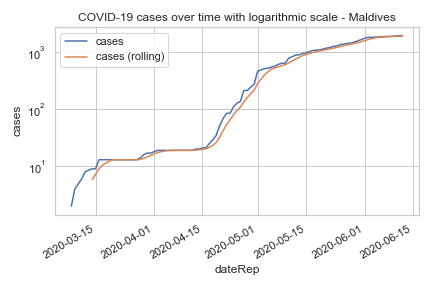 COVID-19 cases over time with logarithmic scale - Maldives
cases
cases (rolling)
10³
10²
10¹
cases
2020-03-15
2020-04-01
2020-04-15
2020-05-01
2020-05-15
2020-06-01
2020-06-15
dateRep